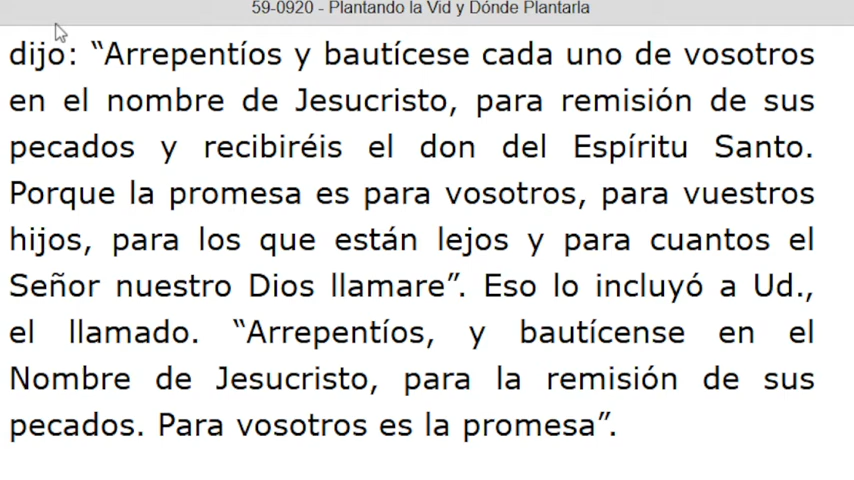 59-0920 - Plantando la Vid y Dónde Plantarla
dijo: “Arrepentíos y bautícese cada uno de vosotros
en el nombre de Jesucristo, para remisión de sus
pecados y recibiréis el don del Espíritu Santo.
Porque la promesa es para vosotros, para vuestros
hijos, para los que están lejos y para cuantos el
Señor nuestro Dios llamare”. Eso lo incluyó a Ud.,
el llamado. “Arrepentíos, y bautícense en el
Nombre de Jesucristo, para la remisión de sus
pecados. Para vosotros es la promesa”.